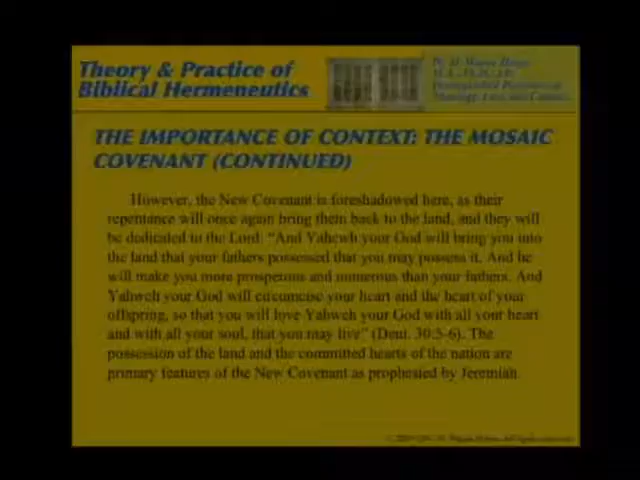 Theory & Practice of
Biblical Hermeneutics
THE IMPORTANCE OF CONTEXT: THE MOSAIC
COVENANT (CONTINUED)
However, the New Covenant is foreshadowed here, as their
repentance will once again bring them back to the land, and they will
be dedicated to the Lord: “And Yahweh your God will bring you into
the land that your fathers possessed that you may possess it. And he
will make you more prosperous and numerous than your fathers. And
Yahweh your God will circumcise your heart and the heart of your
offspring, so that you will love Yahweh your God with all your heart
and with all your soul, that you may live” (Deut. 30:5-6). The
possession of the land and the committed hearts of the nation are
primary features of the New Covenant as prophesied by Jeremiah.